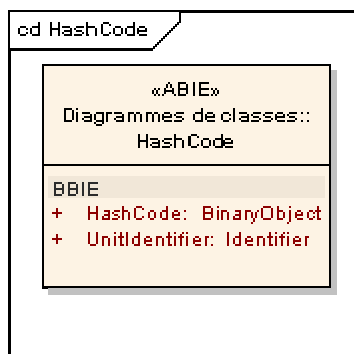 cd HashCode
«ABIE»
Diagrammes de classes::
HashCode
BBIE
+ HashCode: BinaryObject
+ UnitIdentifier: Identifier